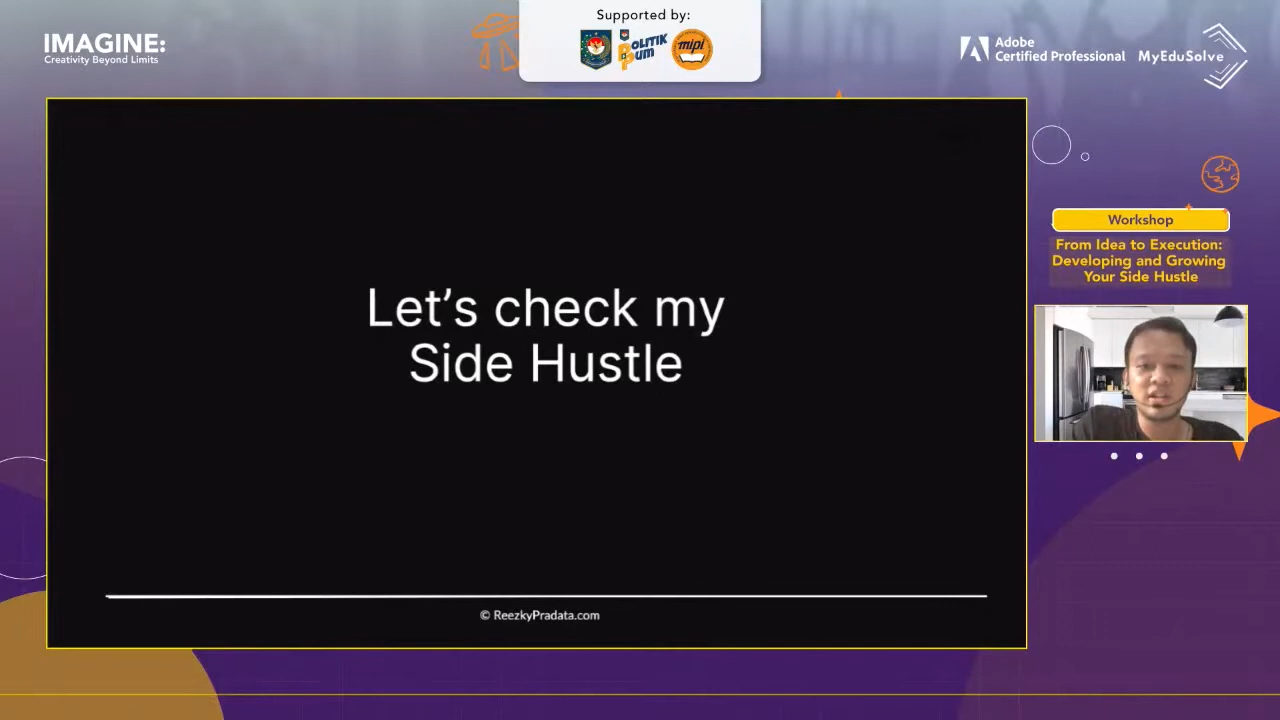 IMAGINE:
Creativity Beyond Limits
Supported by:
POLITIK
PUM
mipi
Adobe
Certified Professional
MyEduSolve
Let's check my
Side Hustle
© ReezkyPradata.com
Workshop
From Idea to Execution:
Developing and Growing
Your Side Hustle